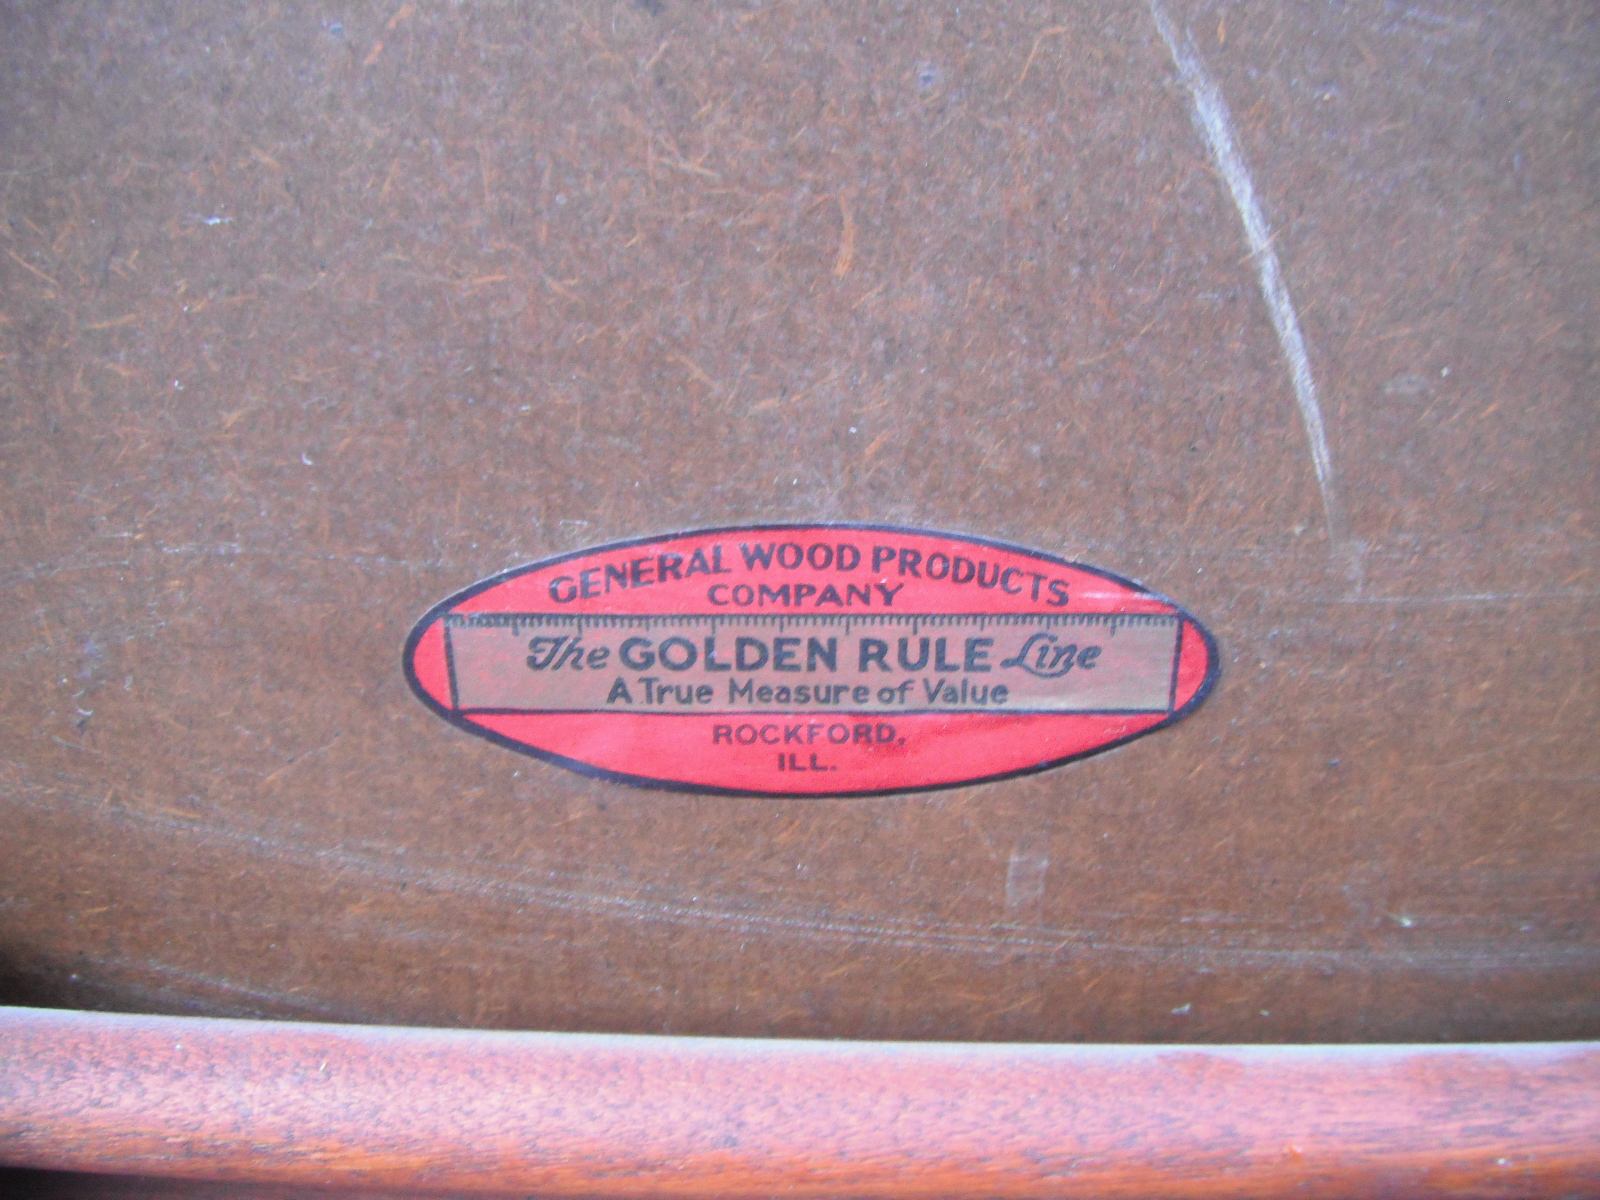 GENERAL WOOD PRODUCTS
COMPANY
The GOLDEN RULE Line
A True Measure of Value
ROCKFORD,
ILL.